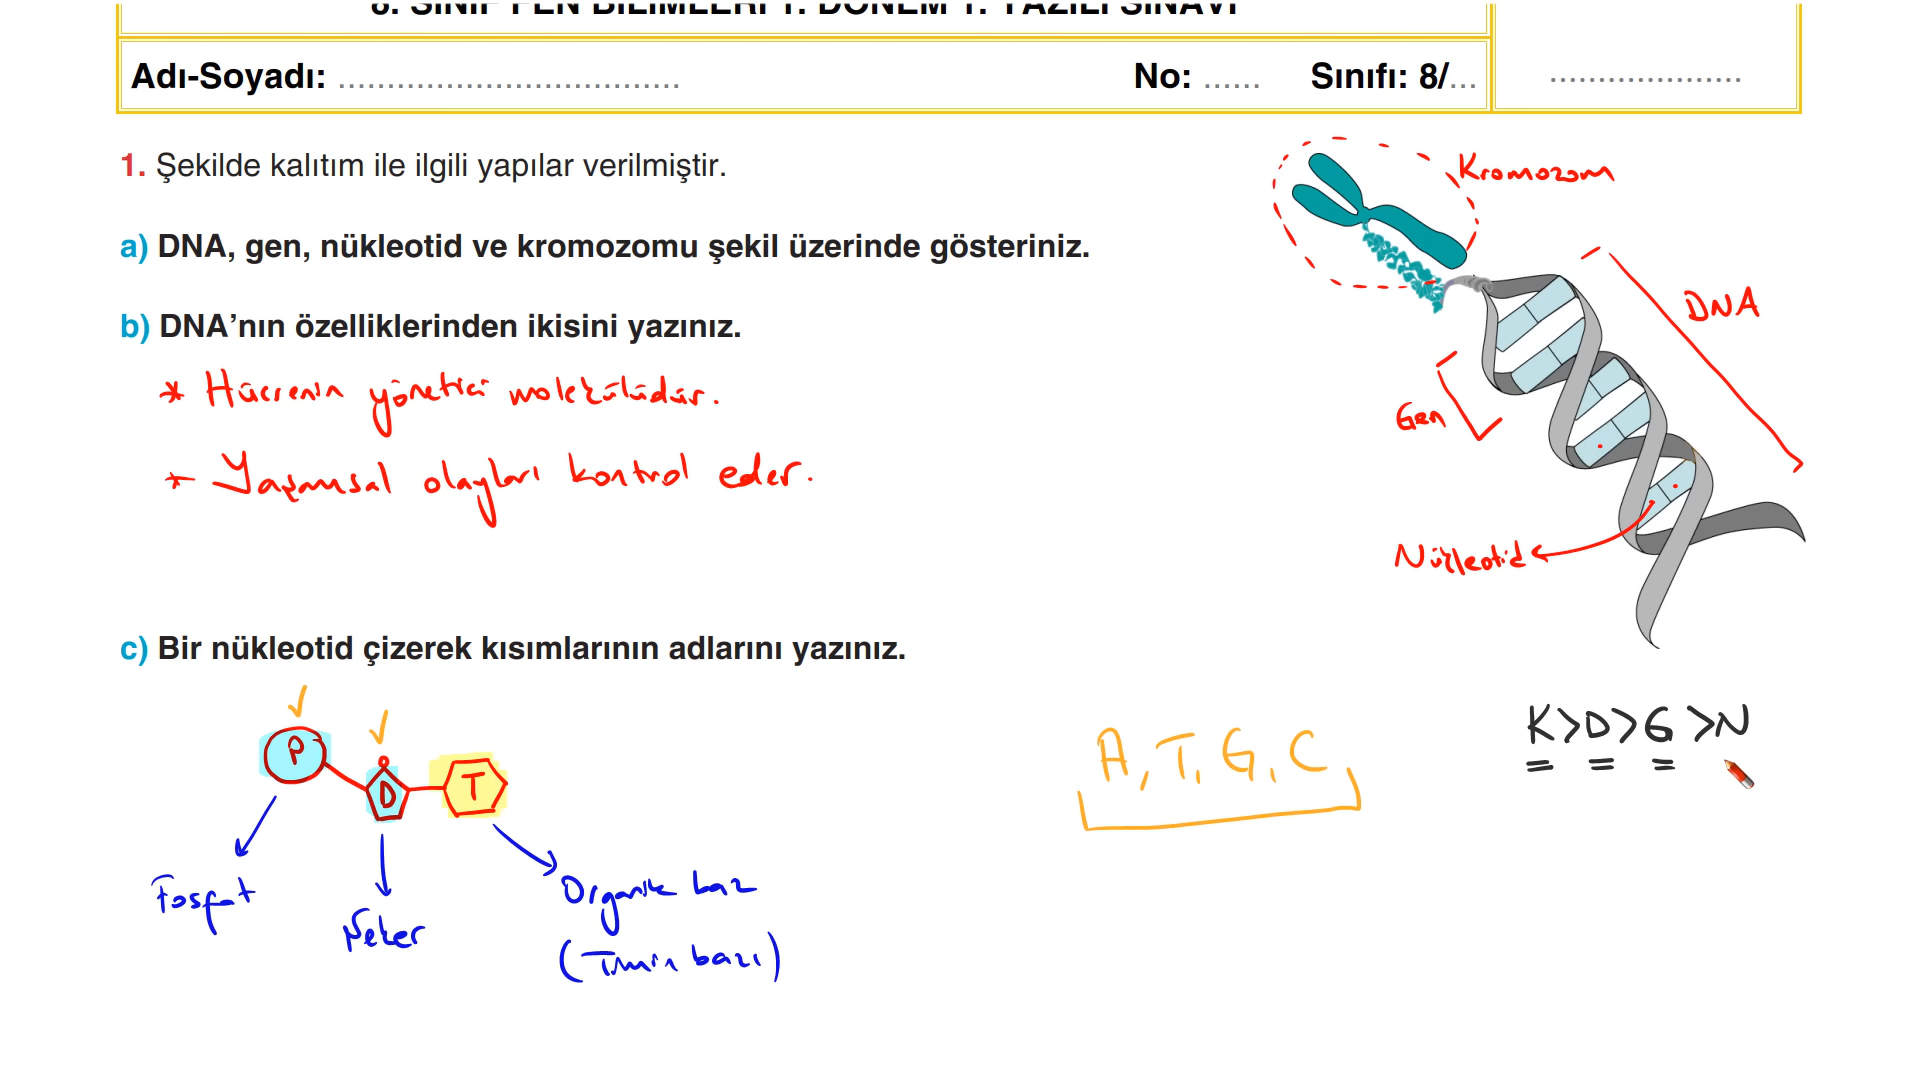 8. SINIF FEN BİLİMLERİ 1. DÖNEM 1. YAZILI SINAVI
Adı-Soyadı: ................................... No: ...... Sınıfı: 8/...
....................
1. Şekilde kalıtım ile ilgili yapılar verilmiştir.
Kromozom
a) DNA, gen, nükleotid ve kromozomu şekil üzerinde gösteriniz.
DNA
b) DNA’nın özelliklerinden ikisini yazınız.
* Hücrenin yönetici molekülüdür.
Gen
* Yaşamsal olayları kontrol eder.
Nükleotid
c) Bir nükleotid çizerek kısımlarının adlarını yazınız.
K>D>G>N
A, T, G, C
P D T
Fosfat
Şeker
Organik baz
(Timin bazı)